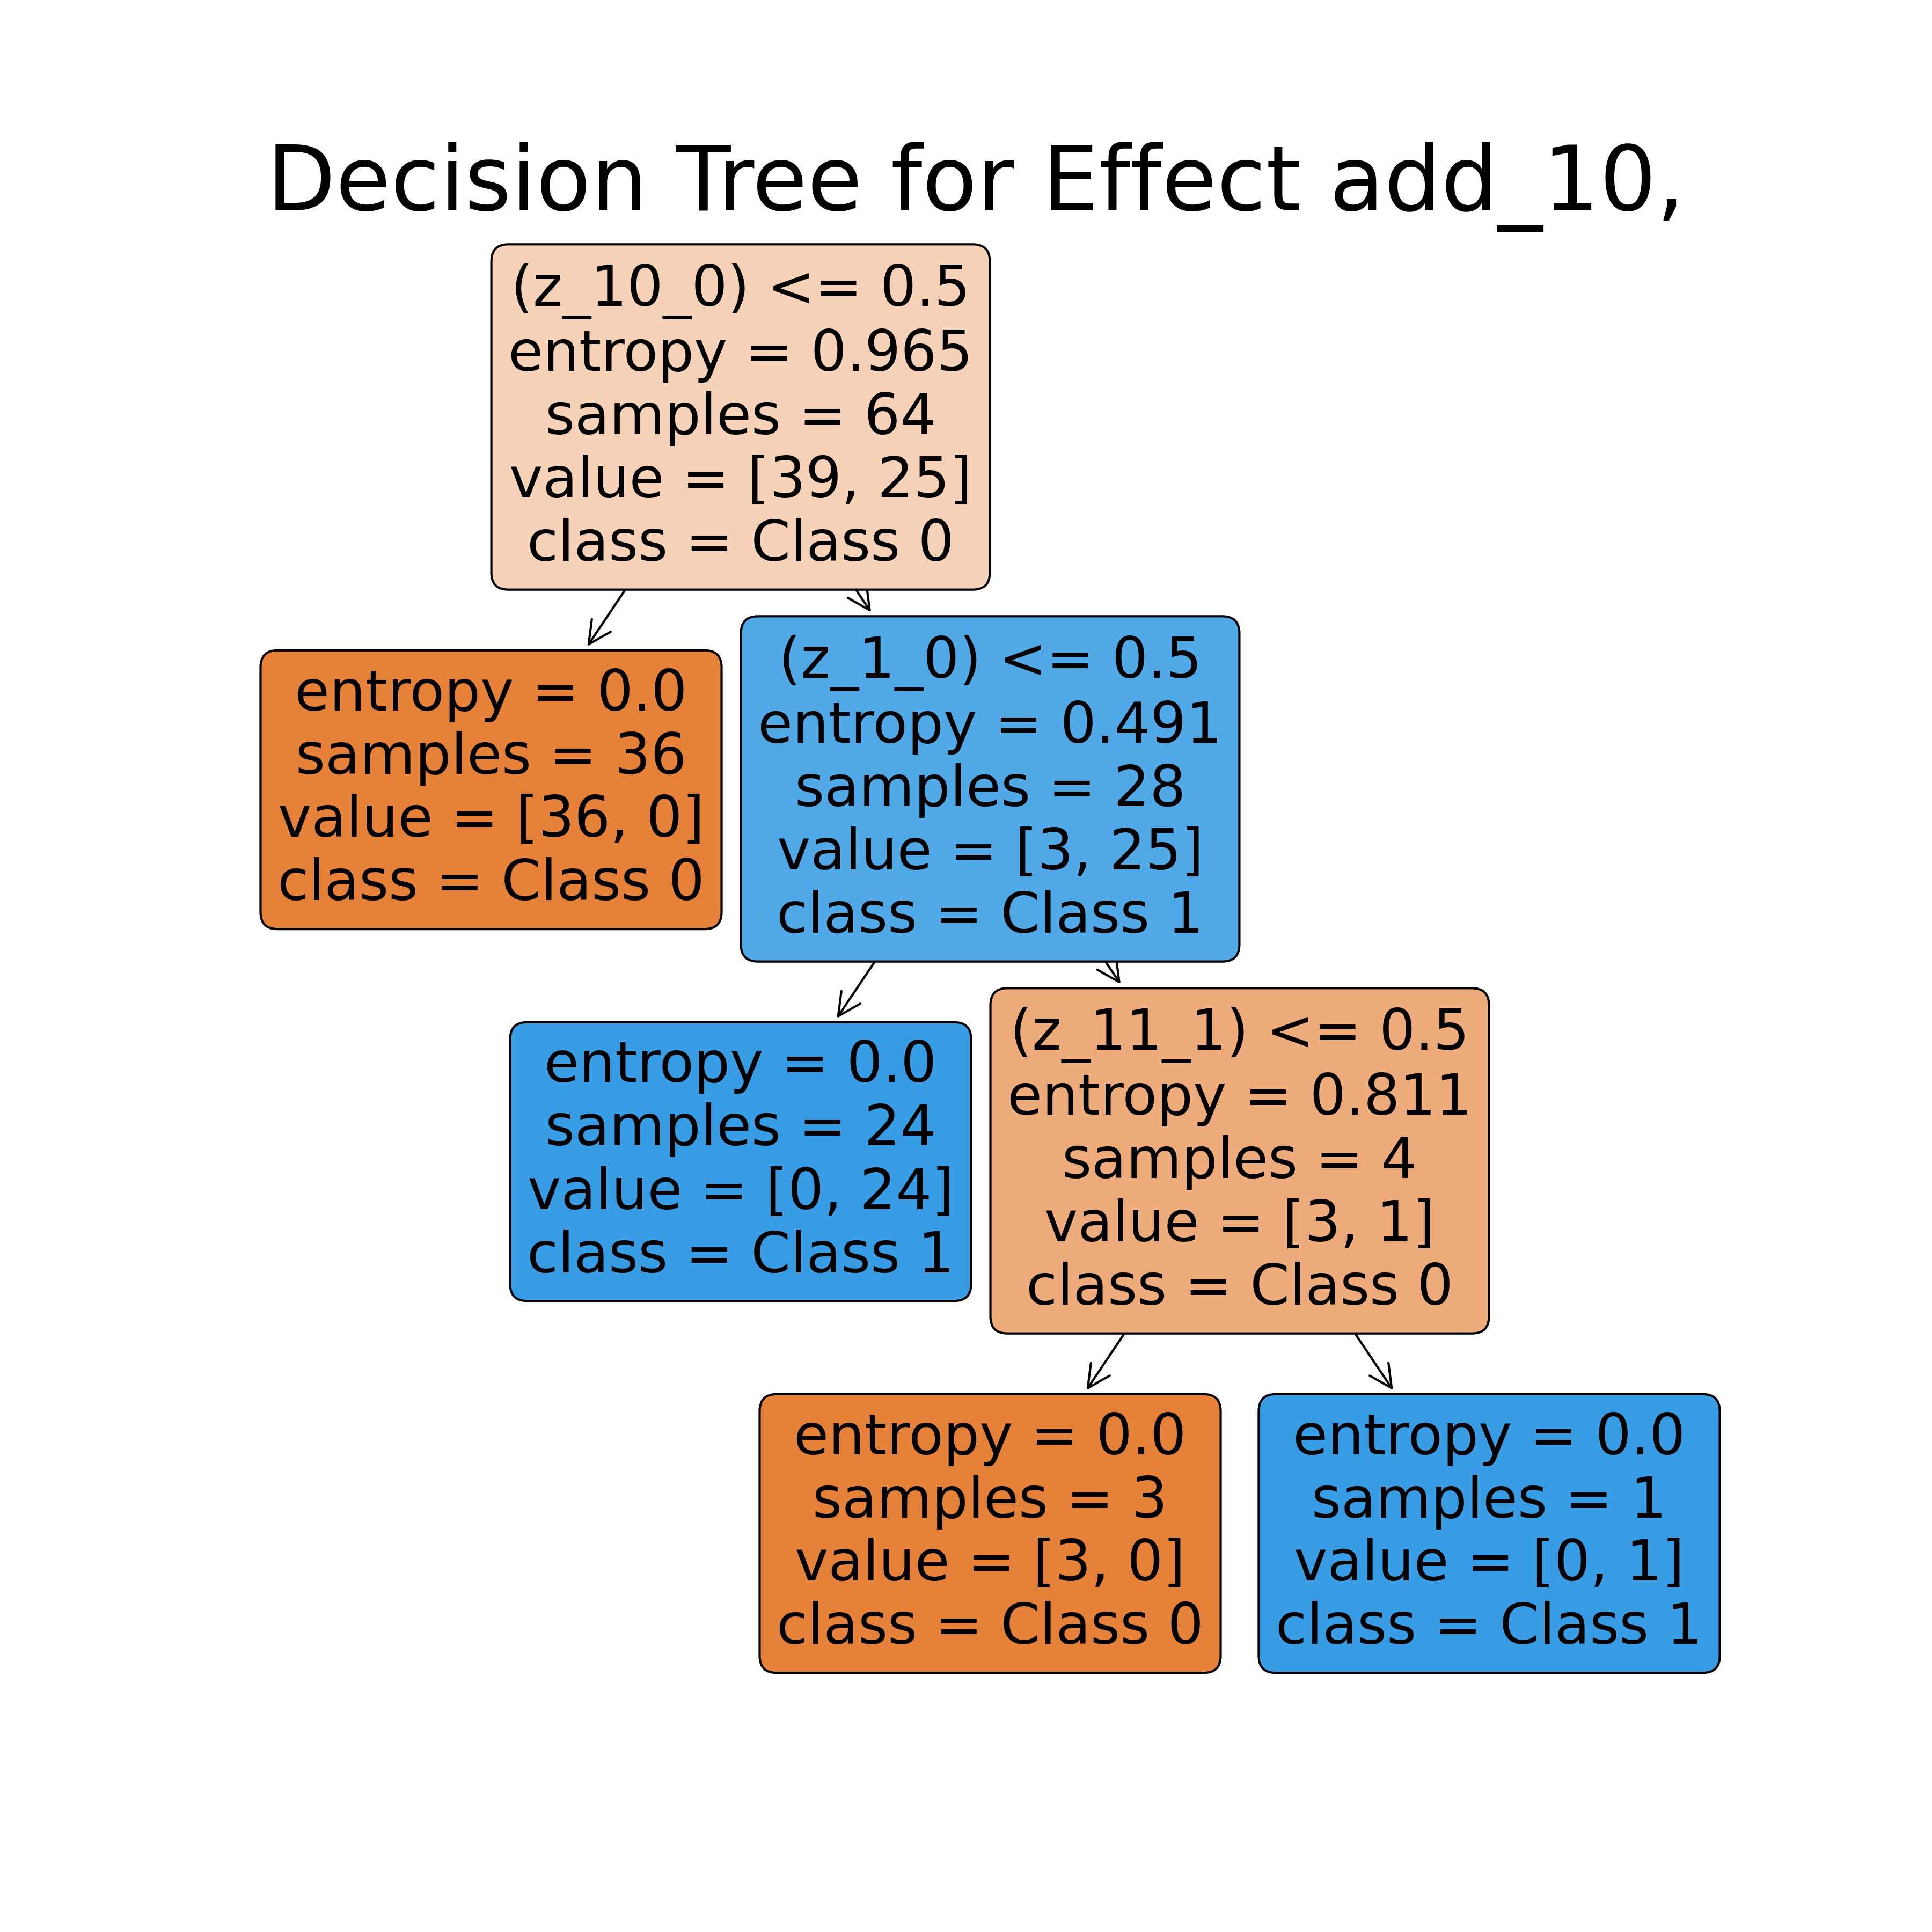 Decision Tree for Effect add_10,
(z_10_0) <= 0.5
entropy = 0.965
samples = 64
value = [39, 25]
class = Class 0
entropy = 0.0
samples = 36
value = [36, 0]
class = Class 0
(z_1_0) <= 0.5
entropy = 0.491
samples = 28
value = [3, 25]
class = Class 1
entropy = 0.0
samples = 24
value = [0, 24]
class = Class 1
(z_11_1) <= 0.5
entropy = 0.811
samples = 4
value = [3, 1]
class = Class 0
entropy = 0.0
samples = 3
value = [3, 0]
class = Class 0
entropy = 0.0
samples = 1
value = [0, 1]
class = Class 1